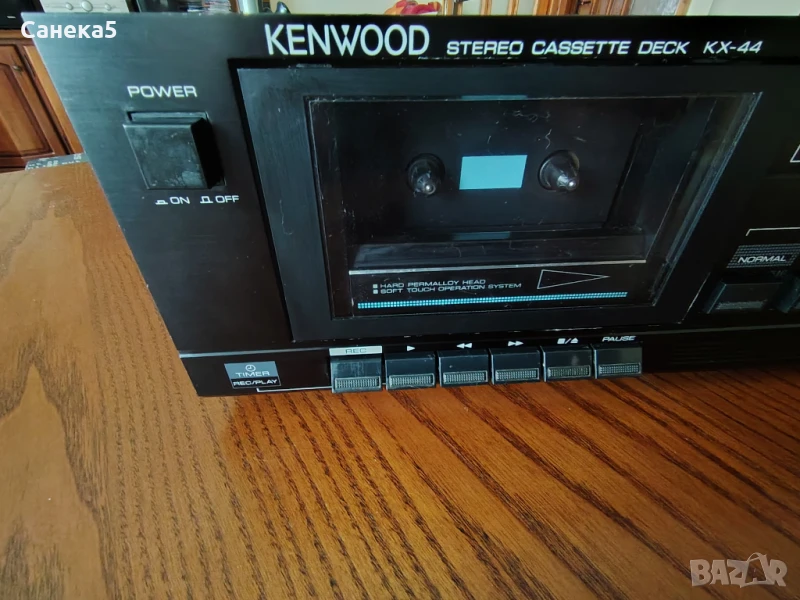 Санека5
KENWOOD STEREO CASSETTE DECK KX-44
POWER
ON OFF
NORMAL
HARD PERMALLOY HEAD
SOFT TOUCH OPERATION SYSTEM
REC PAUSE
TIMER
REC/PLAY
BAZAR